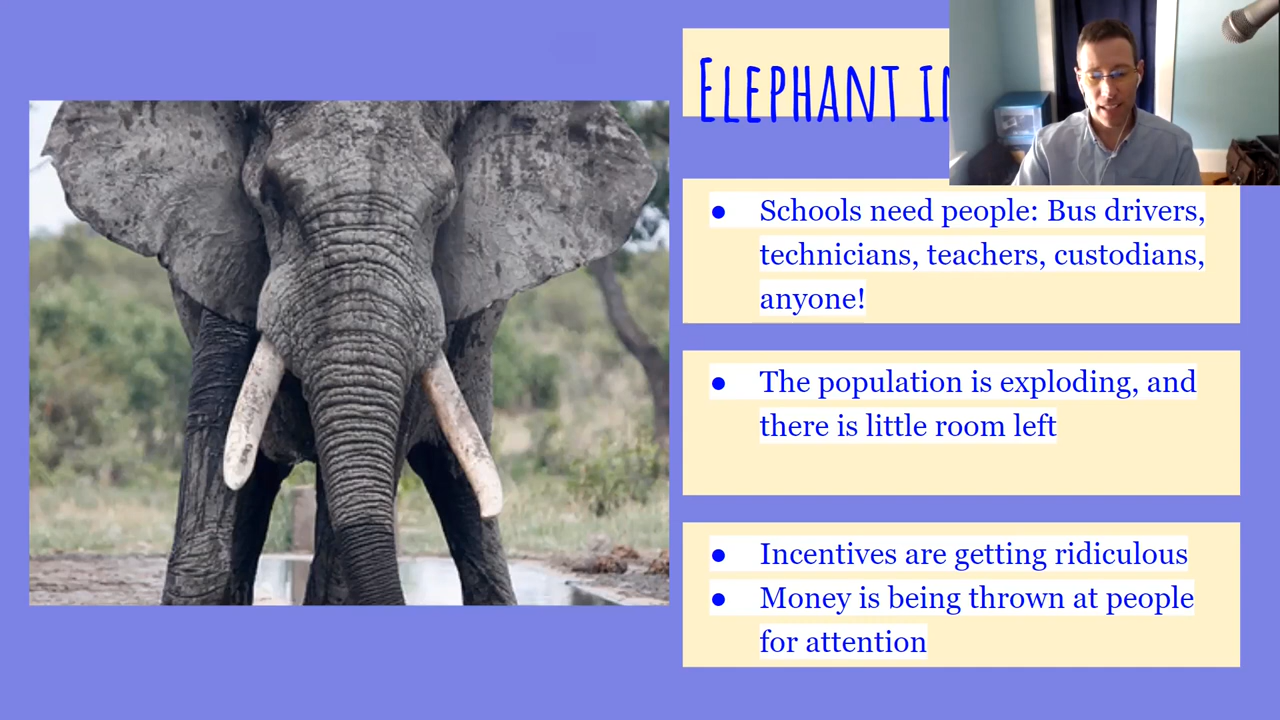 ELEPHANT
● Schools need people: Bus drivers,
technicians, teachers, custodians,
anyone!
● The population is exploding, and
there is little room left
● Incentives are getting ridiculous
● Money is being thrown at people
for attention